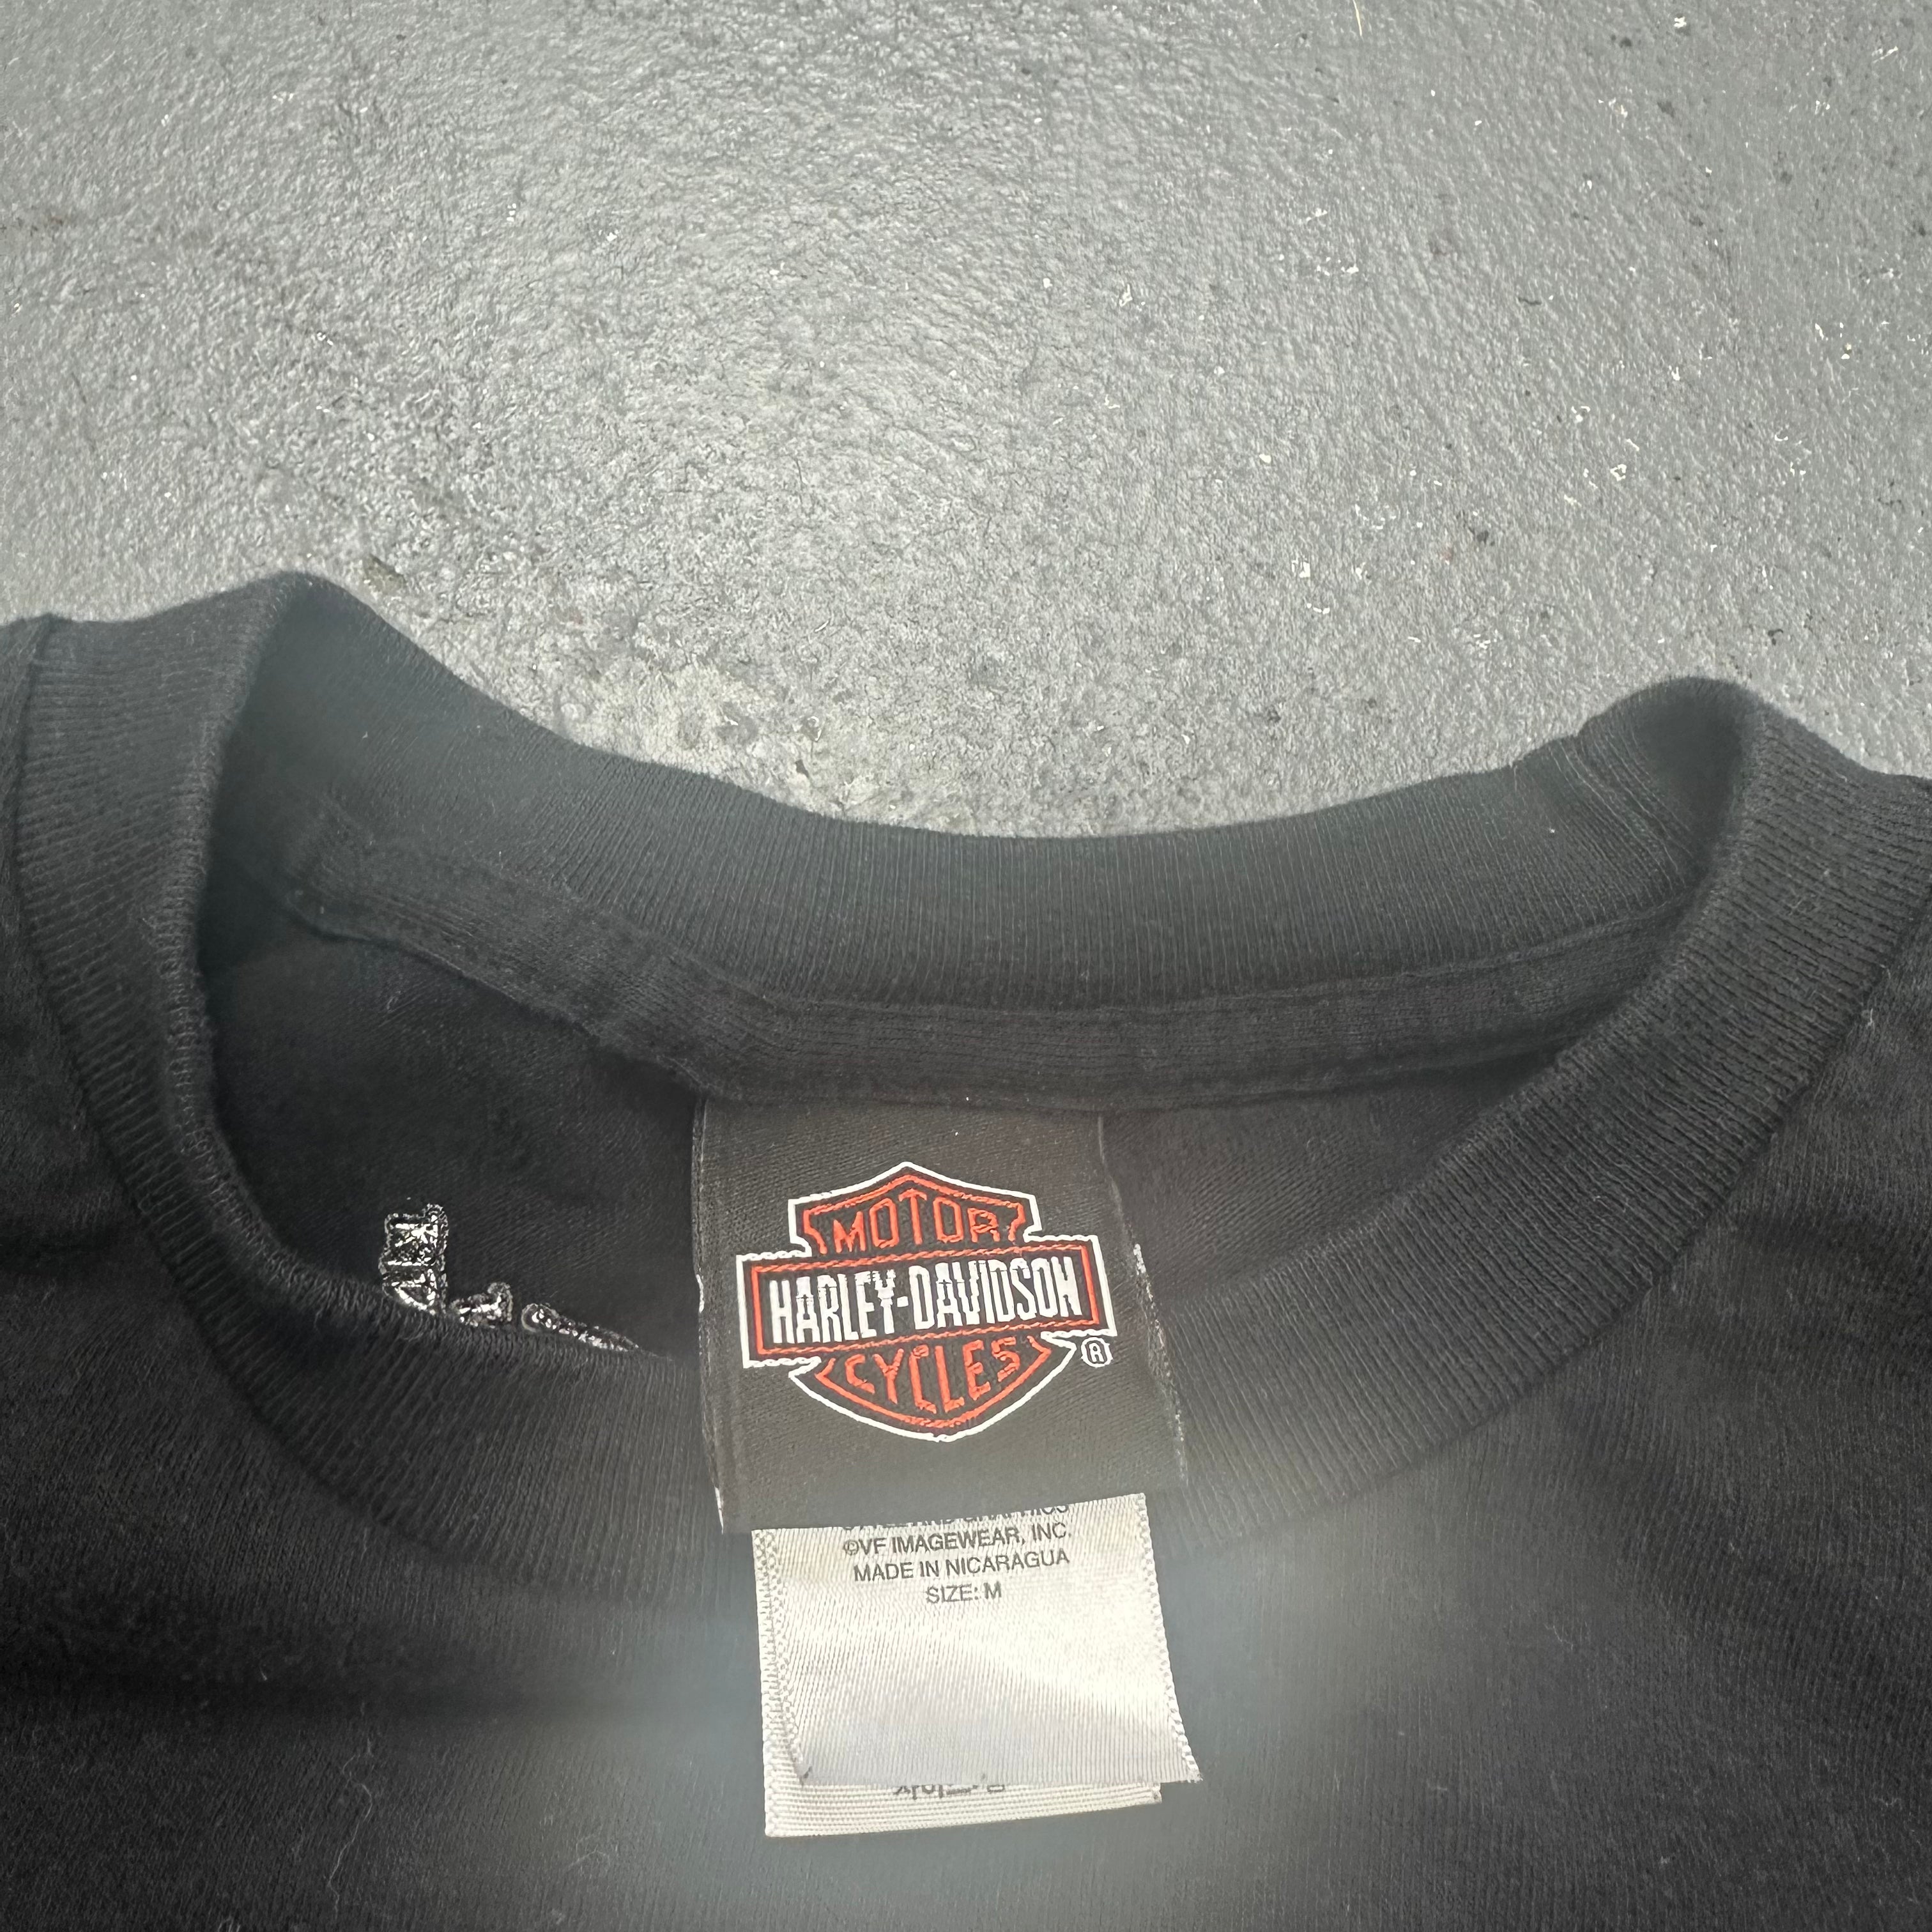 MOTOR
HARLEY-DAVIDSON
CYCLES
®
©VF IMAGEWEAR, INC.
MADE IN NICARAGUA
SIZE: M